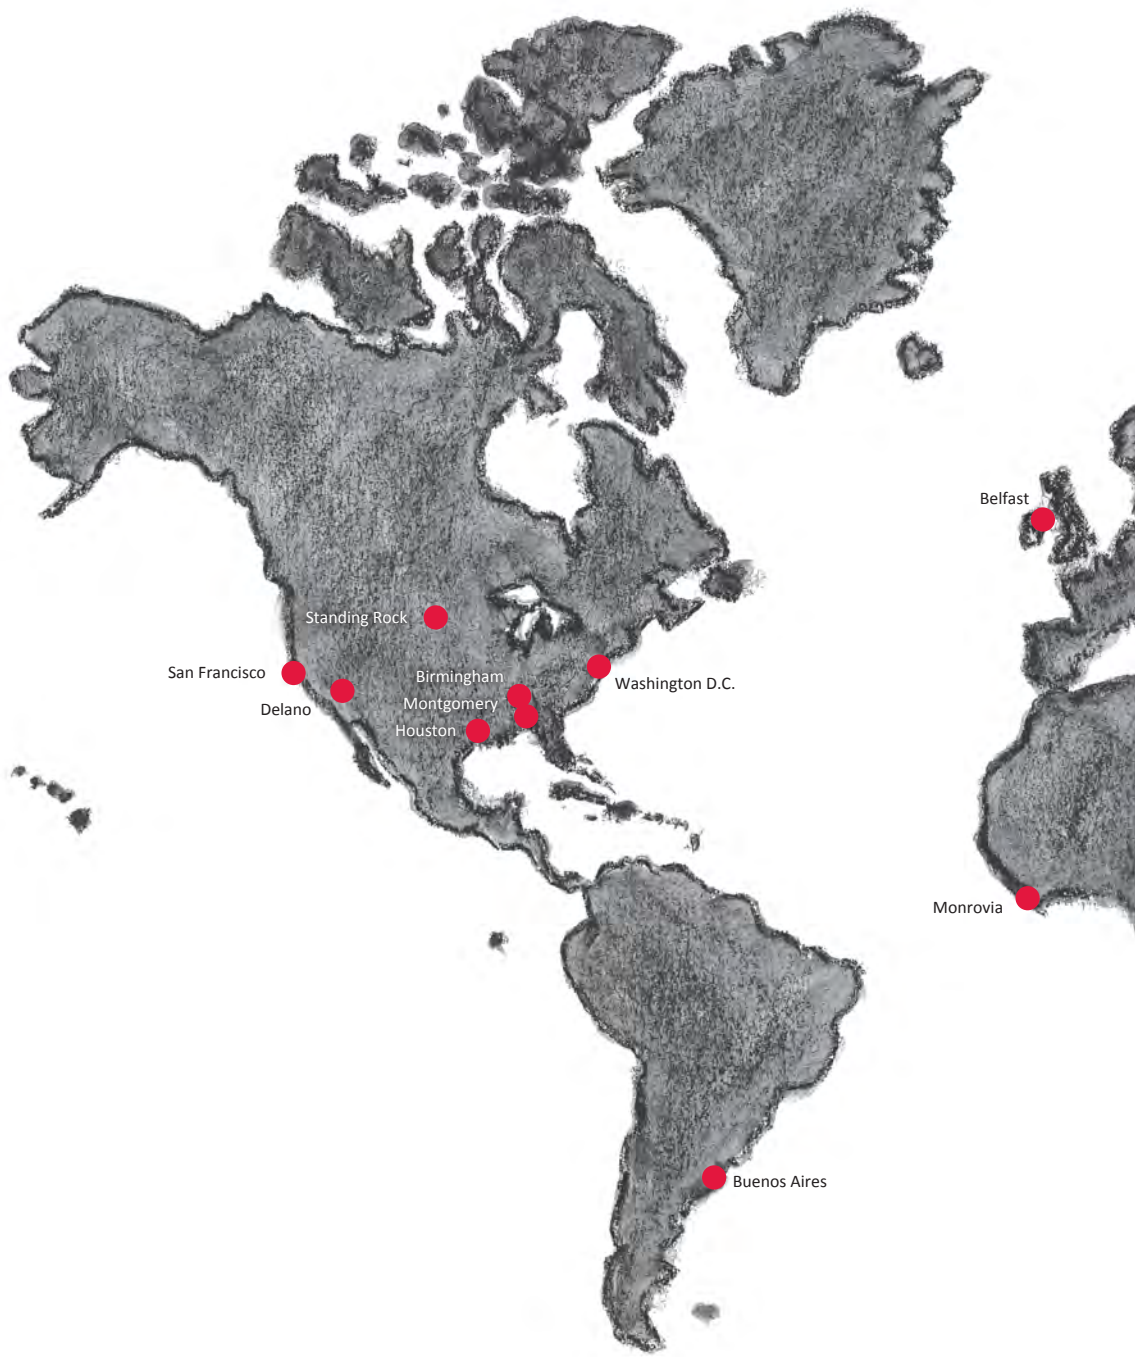 Belfast
Standing Rock
San Francisco
Birmingham
Washington D.C.
Montgomery
Delano
Houston
Monrovia
Buenos Aires